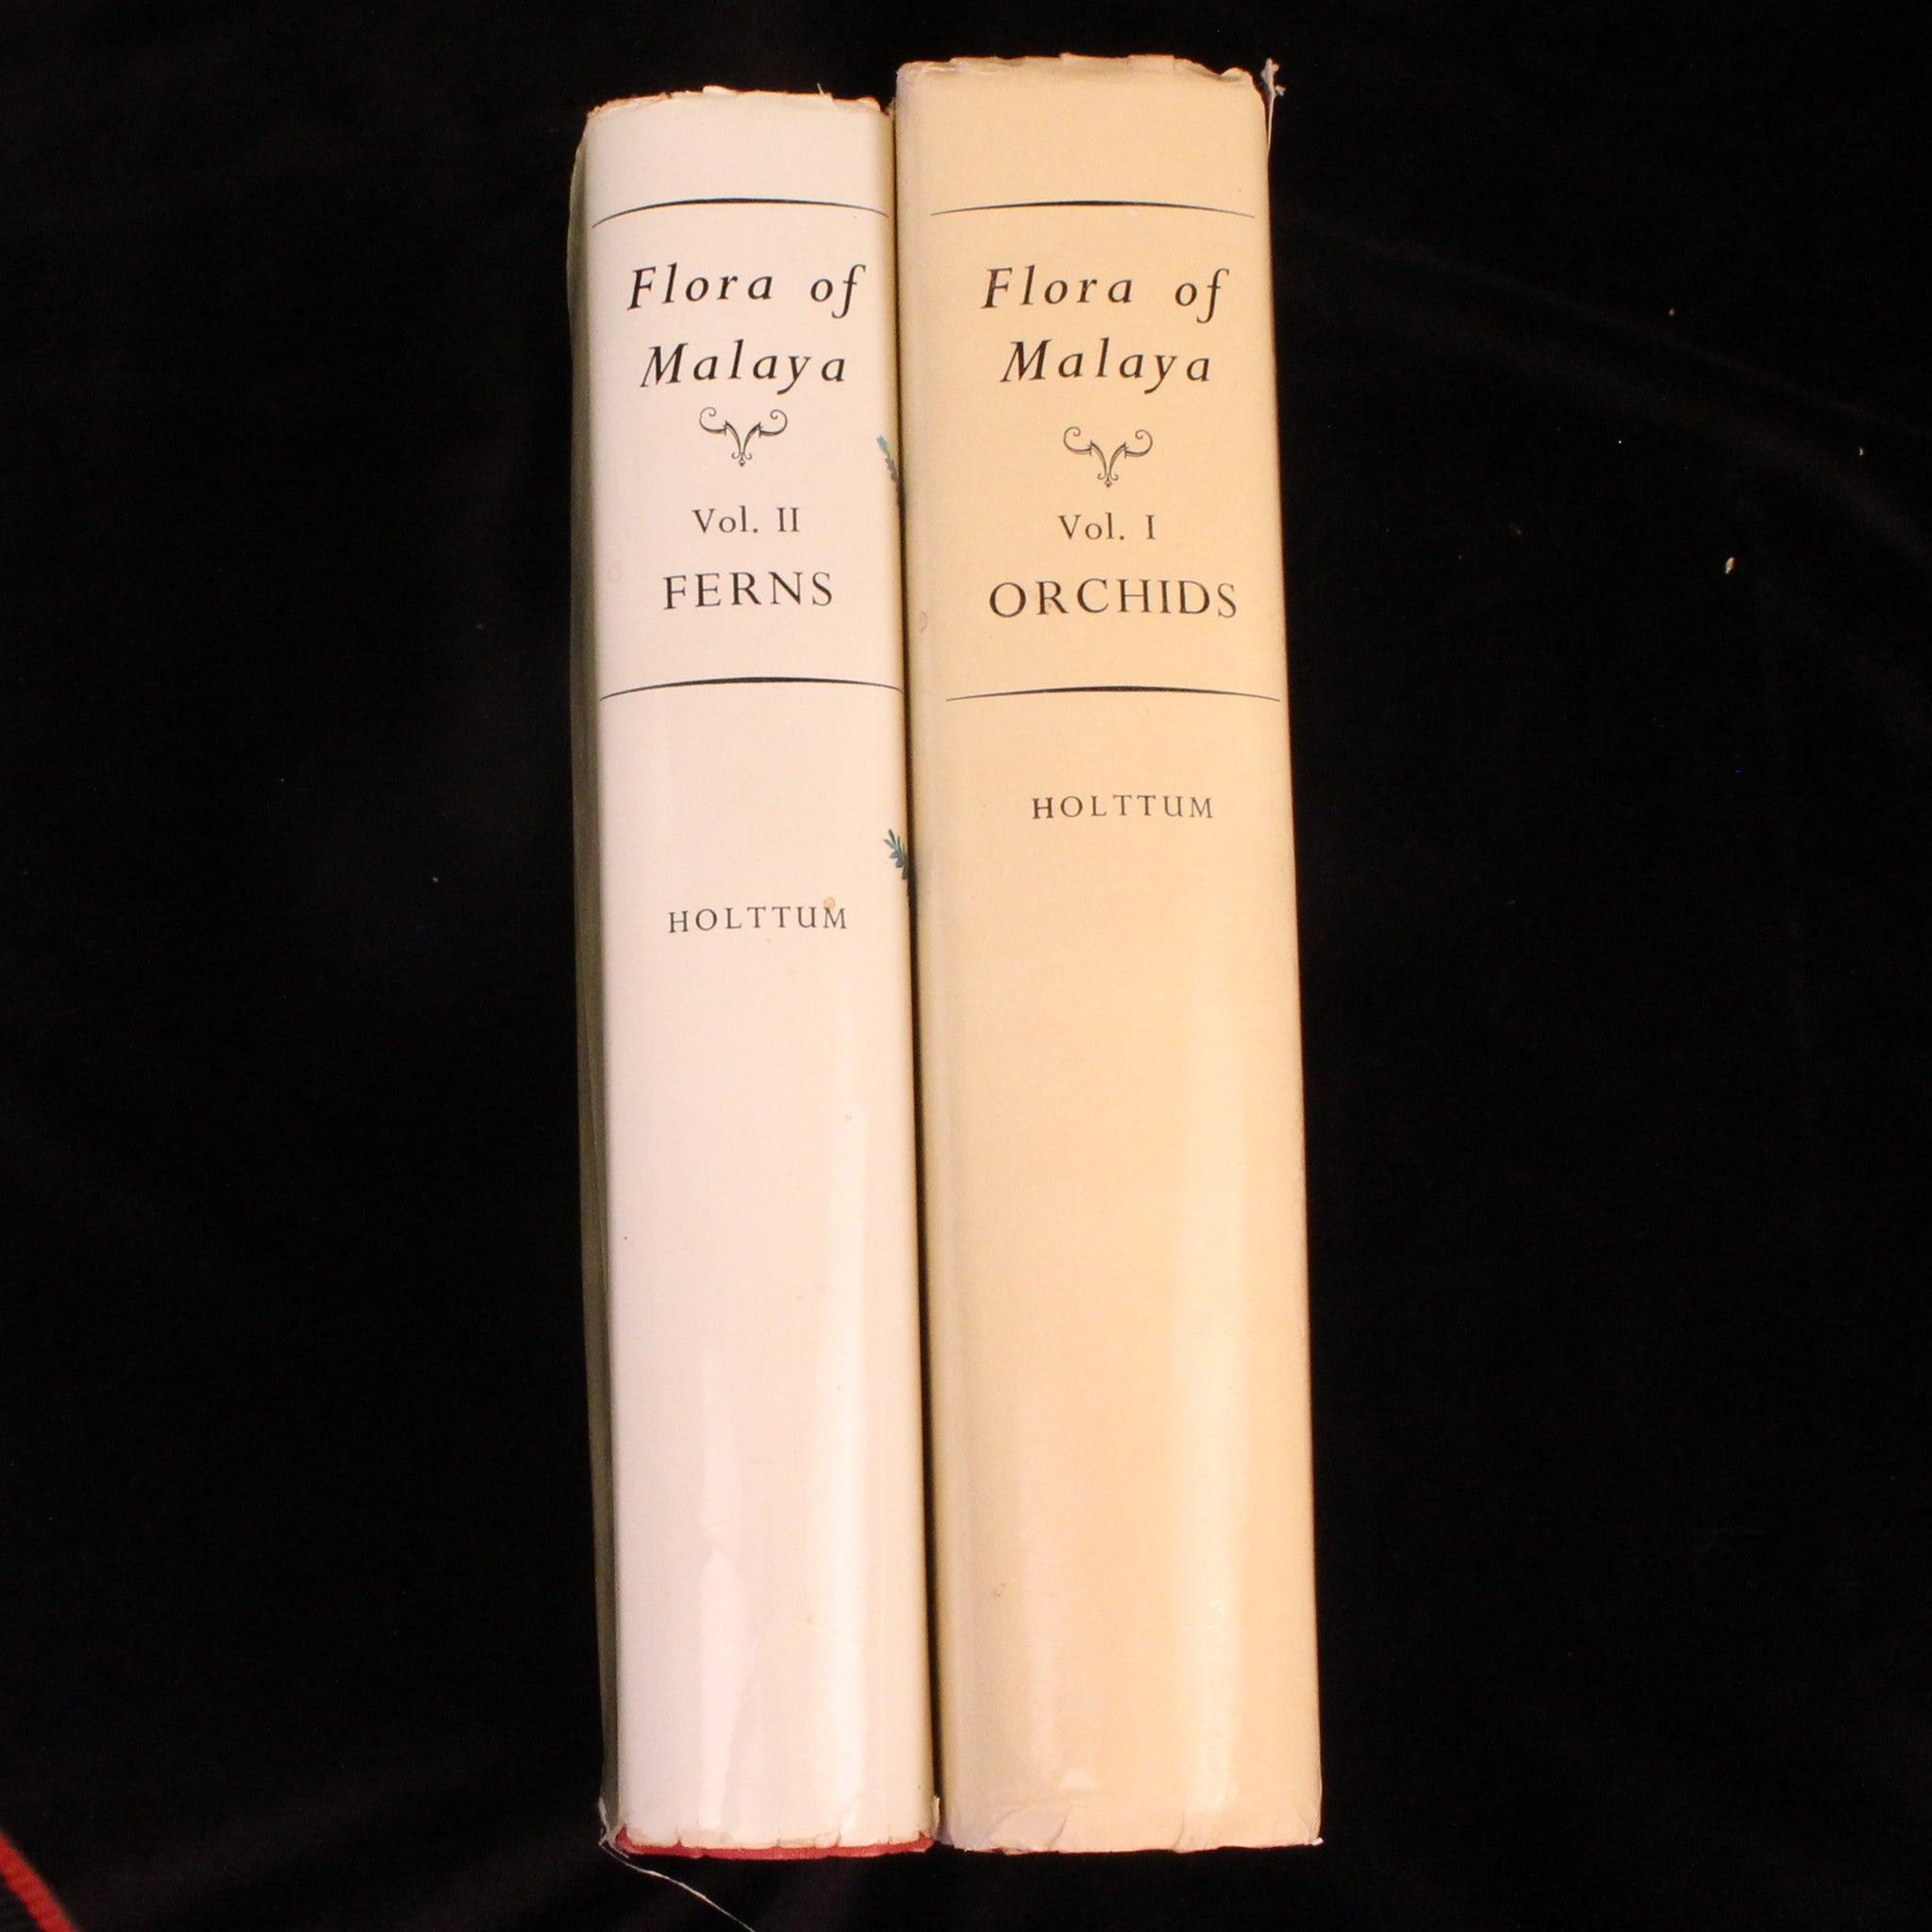 Flora of
Malaya
Vol. II
FERNS
HOLTTUM
Flora of
Malaya
Vol. I
ORCHIDS
HOLTTUM